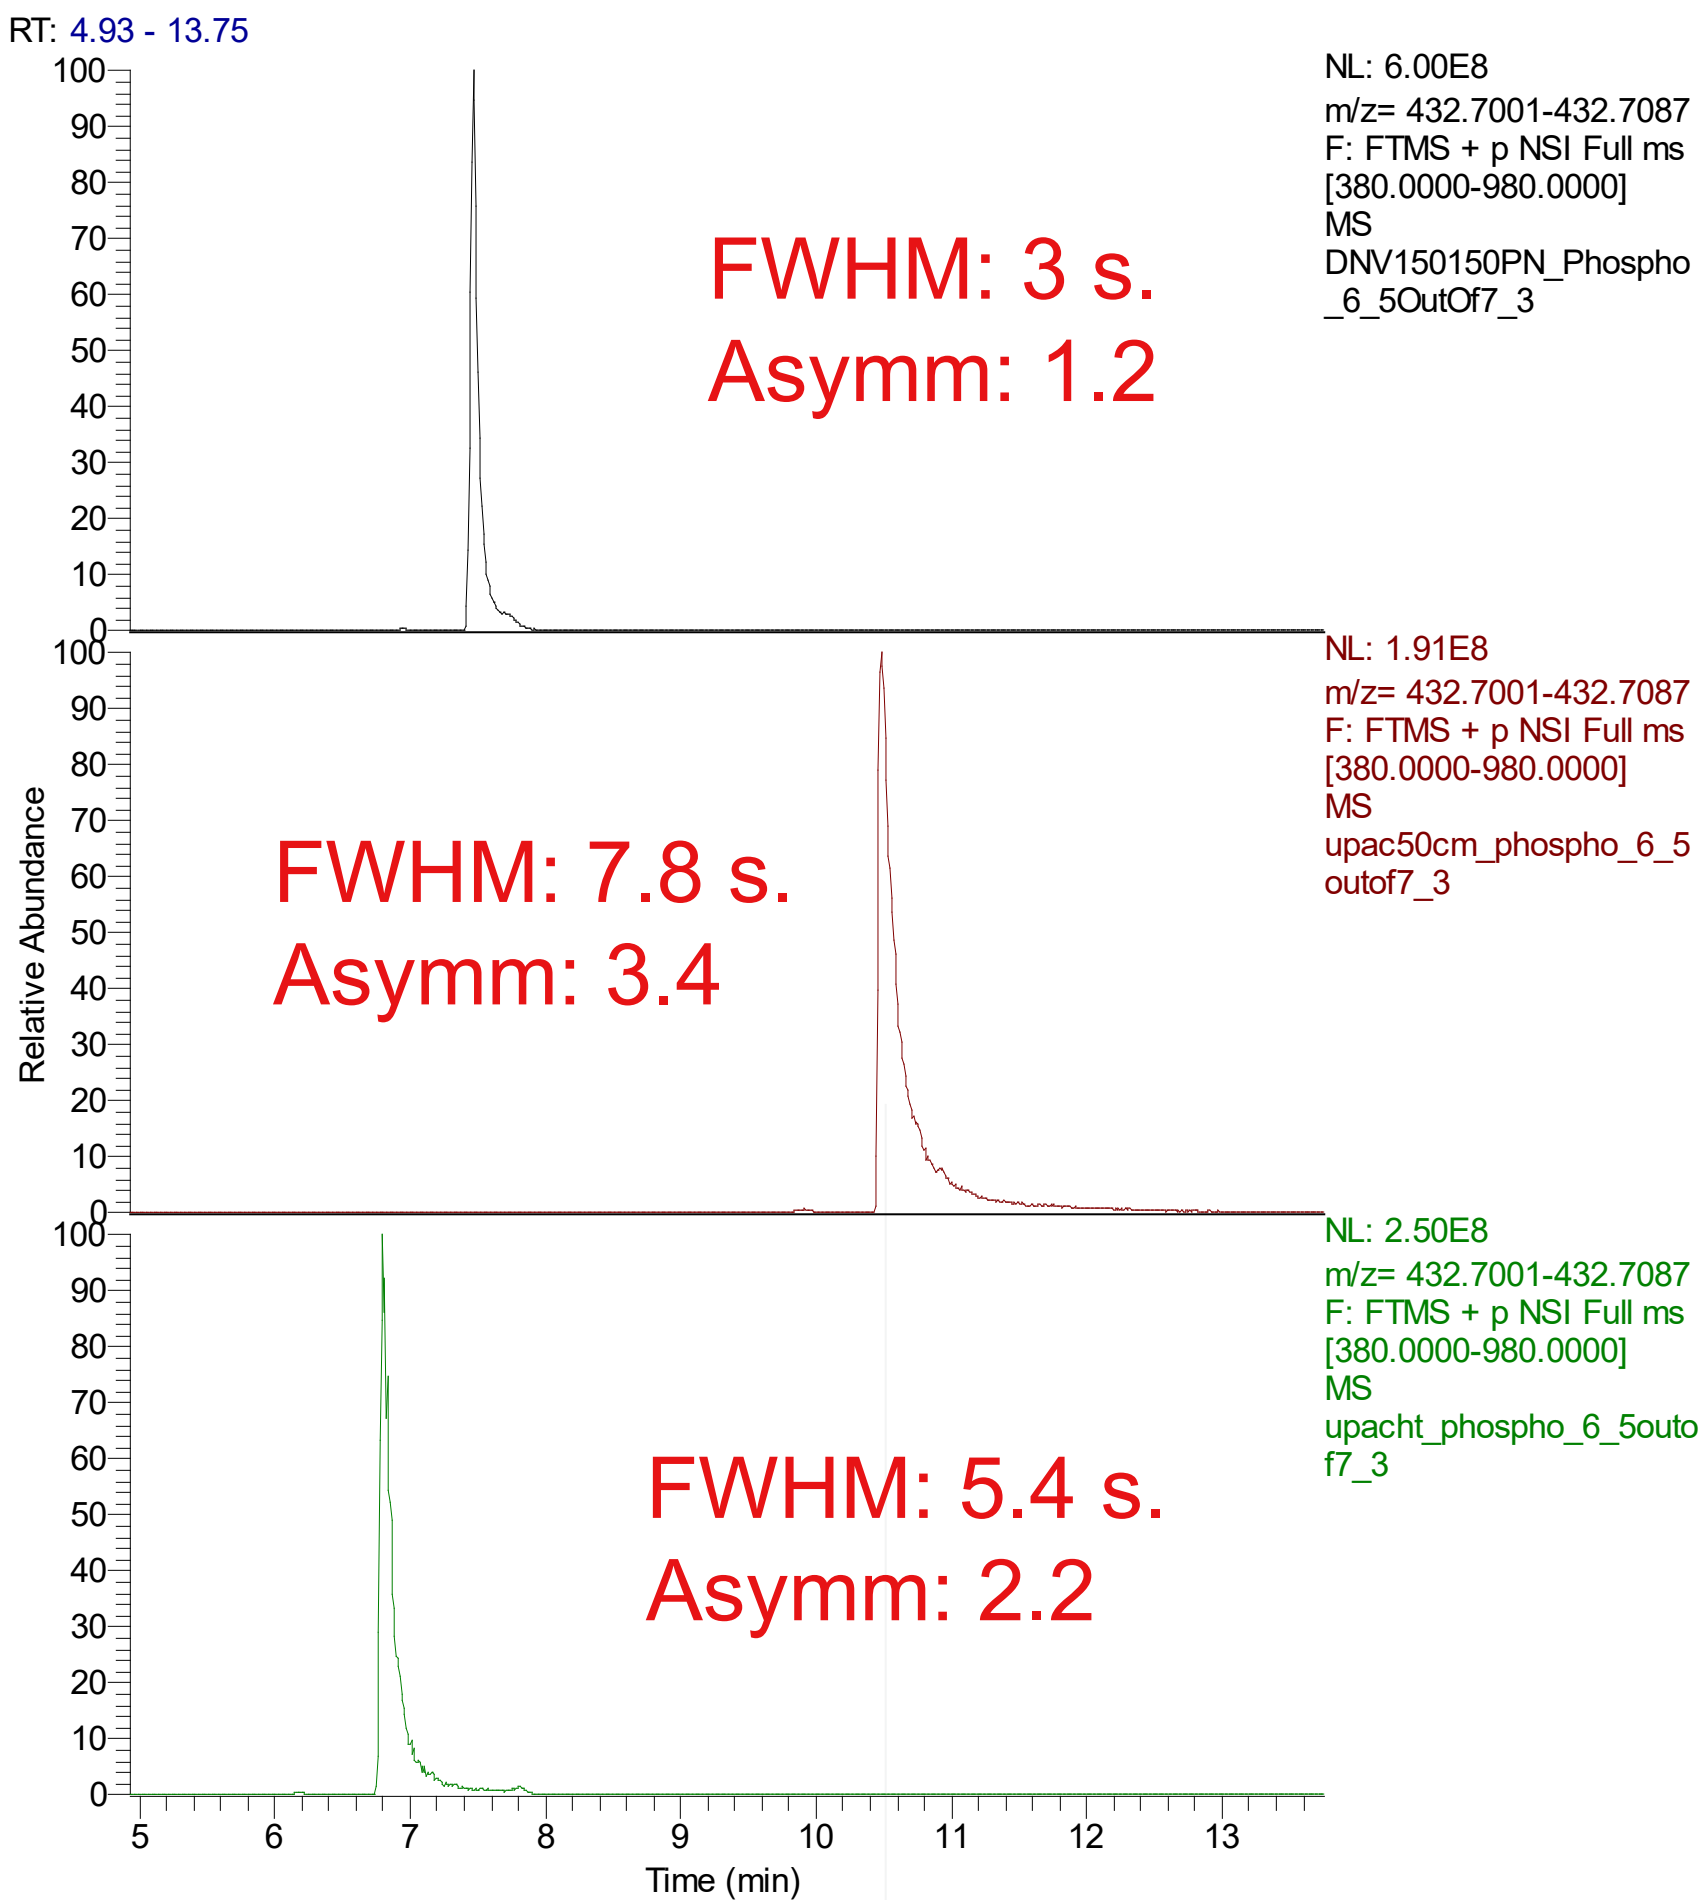 RT: 4.93 - 13.75
100
90
80
70
60
50
40
30
20
10
0
FWHM: 3 s.
Asymm: 1.2
NL: 6.00E8
m/z= 432.7001-432.7087
F: FTMS + p NSI Full ms
[380.0000-980.0000]
MS
DNV150150PN_Phospho
_6_5OutOf7_3
100
90
80
70
60
50
40
30
20
10
0
Relative Abundance
FWHM: 7.8 s.
Asymm: 3.4
NL: 1.91E8
m/z= 432.7001-432.7087
F: FTMS + p NSI Full ms
[380.0000-980.0000]
MS
upac50cm_phospho_6_5
outof7_3
100
90
80
70
60
50
40
30
20
10
0
FWHM: 5.4 s.
Asymm: 2.2
NL: 2.50E8
m/z= 432.7001-432.7087
F: FTMS + p NSI Full ms
[380.0000-980.0000]
MS
upacht_phospho_6_5outo
f7_3
5 6 7 8 9 10 11 12 13
Time (min)